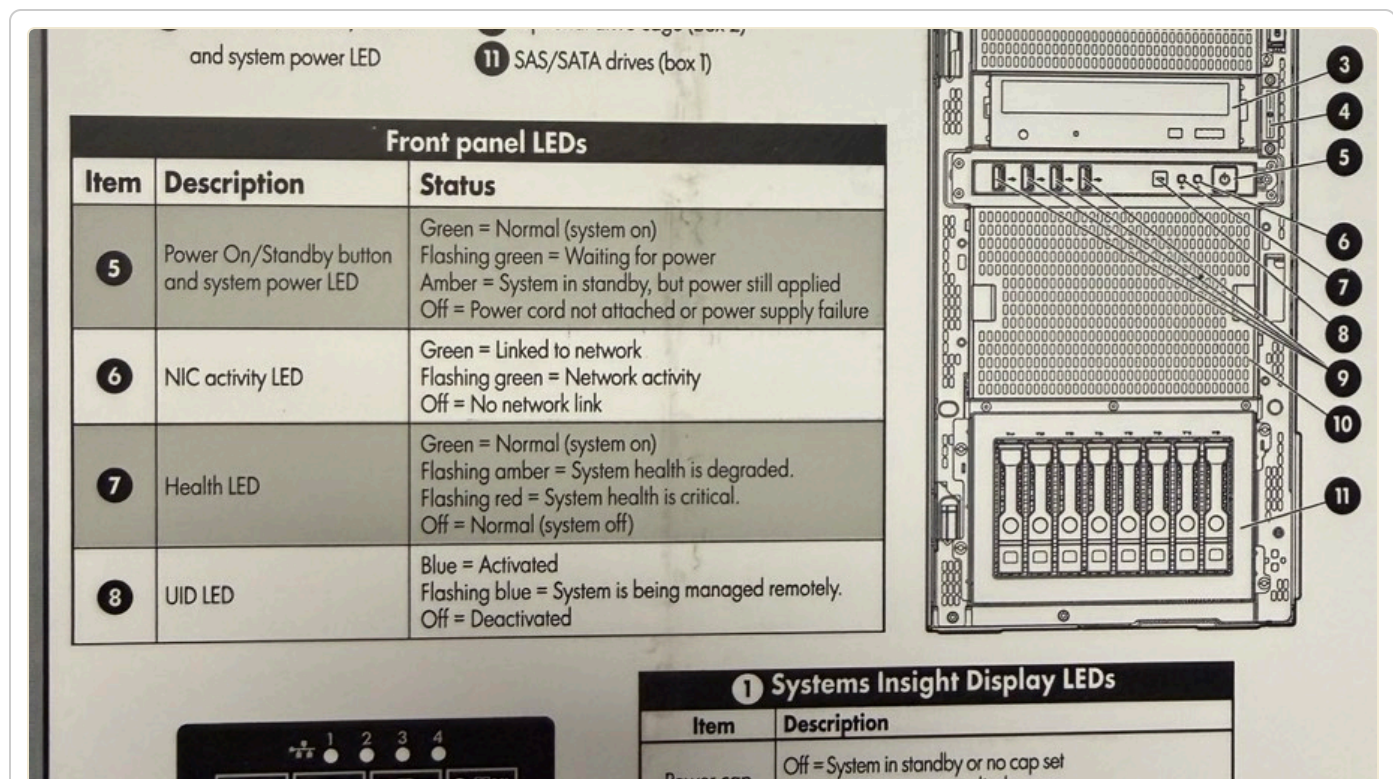 and system power LED
11 SAS/SATA drives (box 1)
Front panel LEDs
Item Description Status
5 Power On/Standby button and system power LED
Green = Normal (system on)
Flashing green = Waiting for power
Amber = System in standby, but power still applied
Off = Power cord not attached or power supply failure
6 NIC activity LED
Green = Linked to network
Flashing green = Network activity
Off = No network link
7 Health LED
Green = Normal (system on)
Flashing amber = System health is degraded.
Flashing red = System health is critical.
Off = Normal (system off)
8 UID LED
Blue = Activated
Flashing blue = System is being managed remotely.
Off = Deactivated
3
4
5
6
7
8
9
10
11
1 Systems Insight Display LEDs
Item Description
Power cap
Off = System in standby or no cap set
1 2 3 4